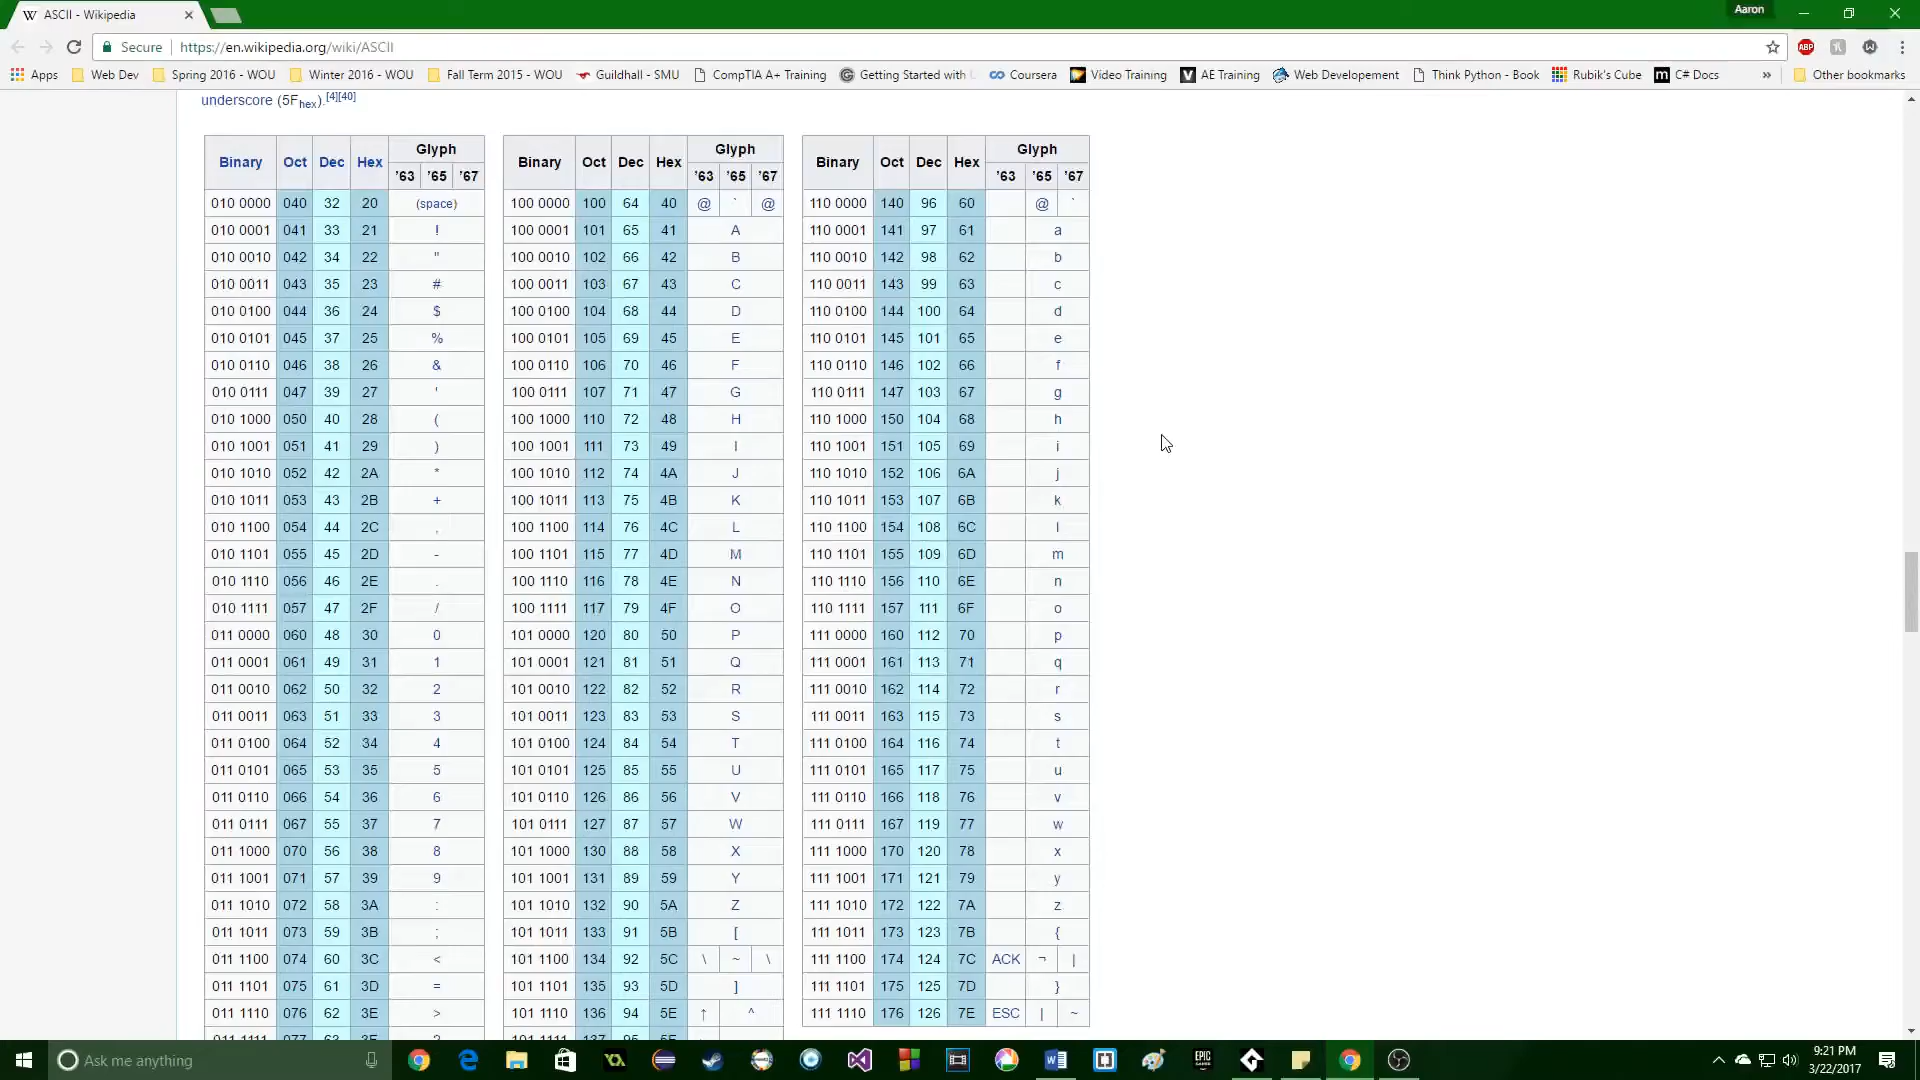 ASCII - Wikipedia
Aaron
Secure https://en.wikipedia.org/wiki/ASCII
ABP
Apps Web Dev Spring 2016 - WOU Winter 2016 - WOU Fall Term 2015 - WOU Guildhall - SMU CompTIA A+ Training Getting Started with Coursera Video Training AE Training Web Developement Think Python - Book Rubik's Cube C# Docs » Other bookmarks
underscore (5Fhex).[4][40]
Binary Oct Dec Hex Glyph Binary Oct Dec Hex Glyph Binary Oct Dec Hex Glyph
'63 '65 '67 '63 '65 '67 '63 '65 '67
010 0000 040 32 20 (space) 100 0000 100 64 40 @ ` @ 110 0000 140 96 60 @ `
010 0001 041 33 21 ! 100 0001 101 65 41 A 110 0001 141 97 61 a
010 0010 042 34 22 " 100 0010 102 66 42 B 110 0010 142 98 62 b
010 0011 043 35 23 # 100 0011 103 67 43 C 110 0011 143 99 63 c
010 0100 044 36 24 $ 100 0100 104 68 44 D 110 0100 144 100 64 d
010 0101 045 37 25 % 100 0101 105 69 45 E 110 0101 145 101 65 e
010 0110 046 38 26 & 100 0110 106 70 46 F 110 0110 146 102 66 f
010 0111 047 39 27 ' 100 0111 107 71 47 G 110 0111 147 103 67 g
010 1000 050 40 28 ( 100 1000 110 72 48 H 110 1000 150 104 68 h
010 1001 051 41 29 ) 100 1001 111 73 49 I 110 1001 151 105 69 i
010 1010 052 42 2A * 100 1010 112 74 4A J 110 1010 152 106 6A j
010 1011 053 43 2B + 100 1011 113 75 4B K 110 1011 153 107 6B k
010 1100 054 44 2C , 100 1100 114 76 4C L 110 1100 154 108 6C l
010 1101 055 45 2D - 100 1101 115 77 4D M 110 1101 155 109 6D m
010 1110 056 46 2E . 100 1110 116 78 4E N 110 1110 156 110 6E n
010 1111 057 47 2F / 100 1111 117 79 4F O 110 1111 157 111 6F o
011 0000 060 48 30 0 101 0000 120 80 50 P 111 0000 160 112 70 p
011 0001 061 49 31 1 101 0001 121 81 51 Q 111 0001 161 113 71 q
011 0010 062 50 32 2 101 0010 122 82 52 R 111 0010 162 114 72 r
011 0011 063 51 33 3 101 0011 123 83 53 S 111 0011 163 115 73 s
011 0100 064 52 34 4 101 0100 124 84 54 T 111 0100 164 116 74 t
011 0101 065 53 35 5 101 0101 125 85 55 U 111 0101 165 117 75 u
011 0110 066 54 36 6 101 0110 126 86 56 V 111 0110 166 118 76 v
011 0111 067 55 37 7 101 0111 127 87 57 W 111 0111 167 119 77 w
011 1000 070 56 38 8 101 1000 130 88 58 X 111 1000 170 120 78 x
011 1001 071 57 39 9 101 1001 131 89 59 Y 111 1001 171 121 79 y
011 1010 072 58 3A : 101 1010 132 90 5A Z 111 1010 172 122 7A z
011 1011 073 59 3B ; 101 1011 133 91 5B [ 111 1011 173 123 7B {
011 1100 074 60 3C < 101 1100 134 92 5C \ ~ \ 111 1100 174 124 7C ACK ¬ |
011 1101 075 61 3D = 101 1101 135 93 5D ] 111 1101 175 125 7D }
011 1110 076 62 3E > 101 1110 136 94 5E ↑ ^ 111 1110 176 126 7E ESC | ~
Ask me anything
EPIC
9:21 PM
3/22/2017